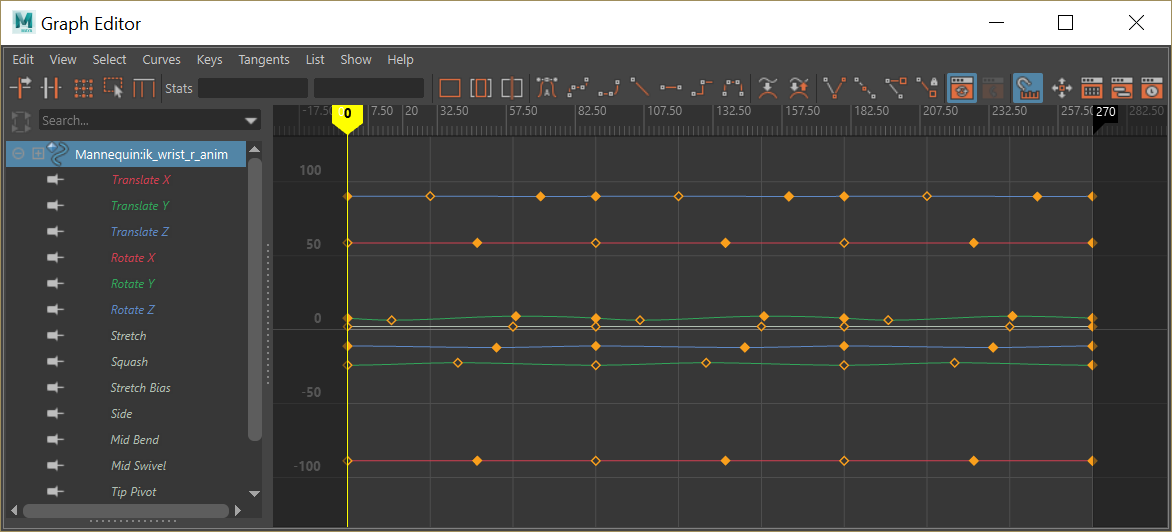 M Graph Editor
Edit View Select Curves Keys Tangents List Show Help
Stats
Search...
-17.50 0 7.50 20 32.50 57.50 82.50 107.50 132.50 157.50 182.50 207.50 232.50 257.50 270 282.50
Mannequin:ik_wrist_r_anim
Translate X
Translate Y
Translate Z
Rotate X
Rotate Y
Rotate Z
Stretch
Squash
Stretch Bias
Side
Mid Bend
Mid Swivel
Tip Pivot
100
50
0
-50
-100